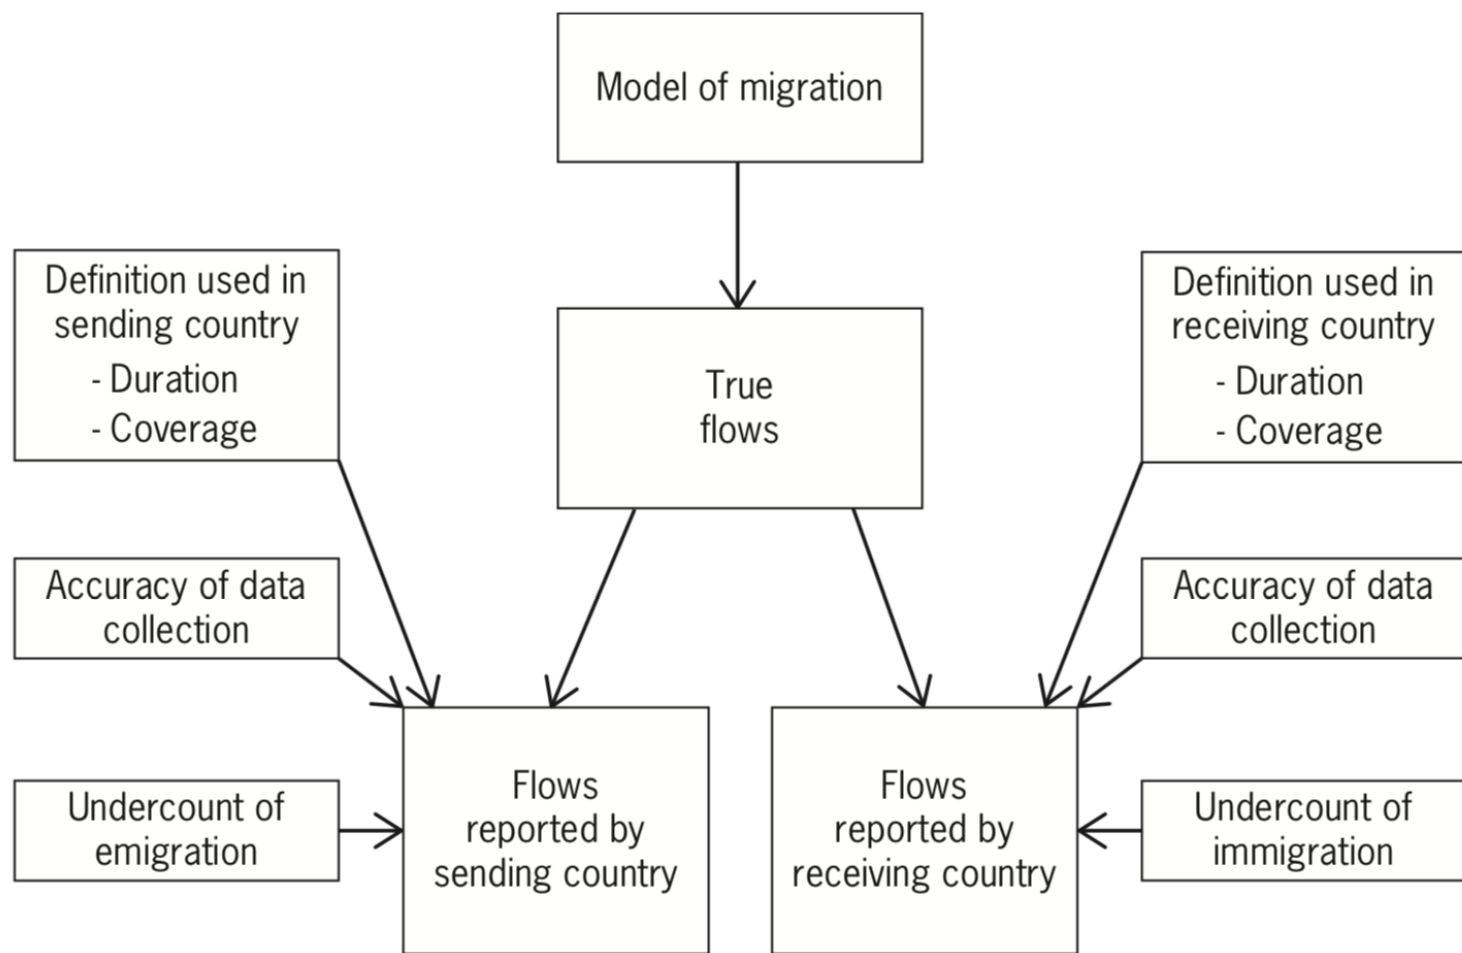 Model of migration
Definition used in
sending country
- Duration
- Coverage
True
flows
Definition used in
receiving country
- Duration
- Coverage
Accuracy of data
collection
Accuracy of data
collection
Undercount of
emigration
Flows
reported by
sending country
Flows
reported by
receiving country
Undercount of
immigration